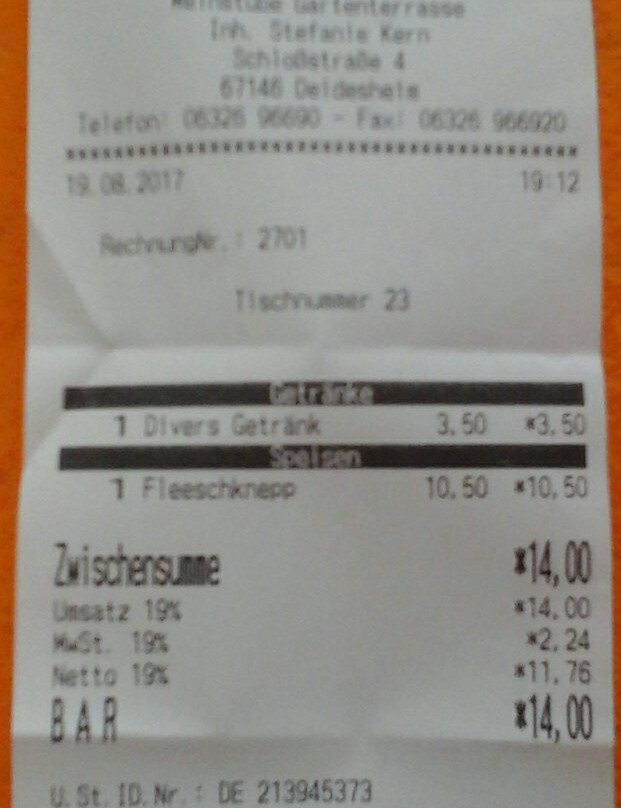 Weinstube Gartenterrasse
Inh. Stefanie Kern
Schloßstraße 4
67146 Deidesheim
Telefon: 06326 96690 - Fax: 06326 966920
19.08.2017 19:12
RechnungNr.: 2701
Tischnummer 23
Getränke
1 Divers Getränk 3,50 *3,50
Speisen
1 Fleeschknepp 10,50 *10,50
Zwischensumme *14,00
Umsatz 19% *14,00
MwSt. 19% *2,24
Netto 19% *11,76
BAR *14,00
U.St.ID.Nr.: DE 213945373